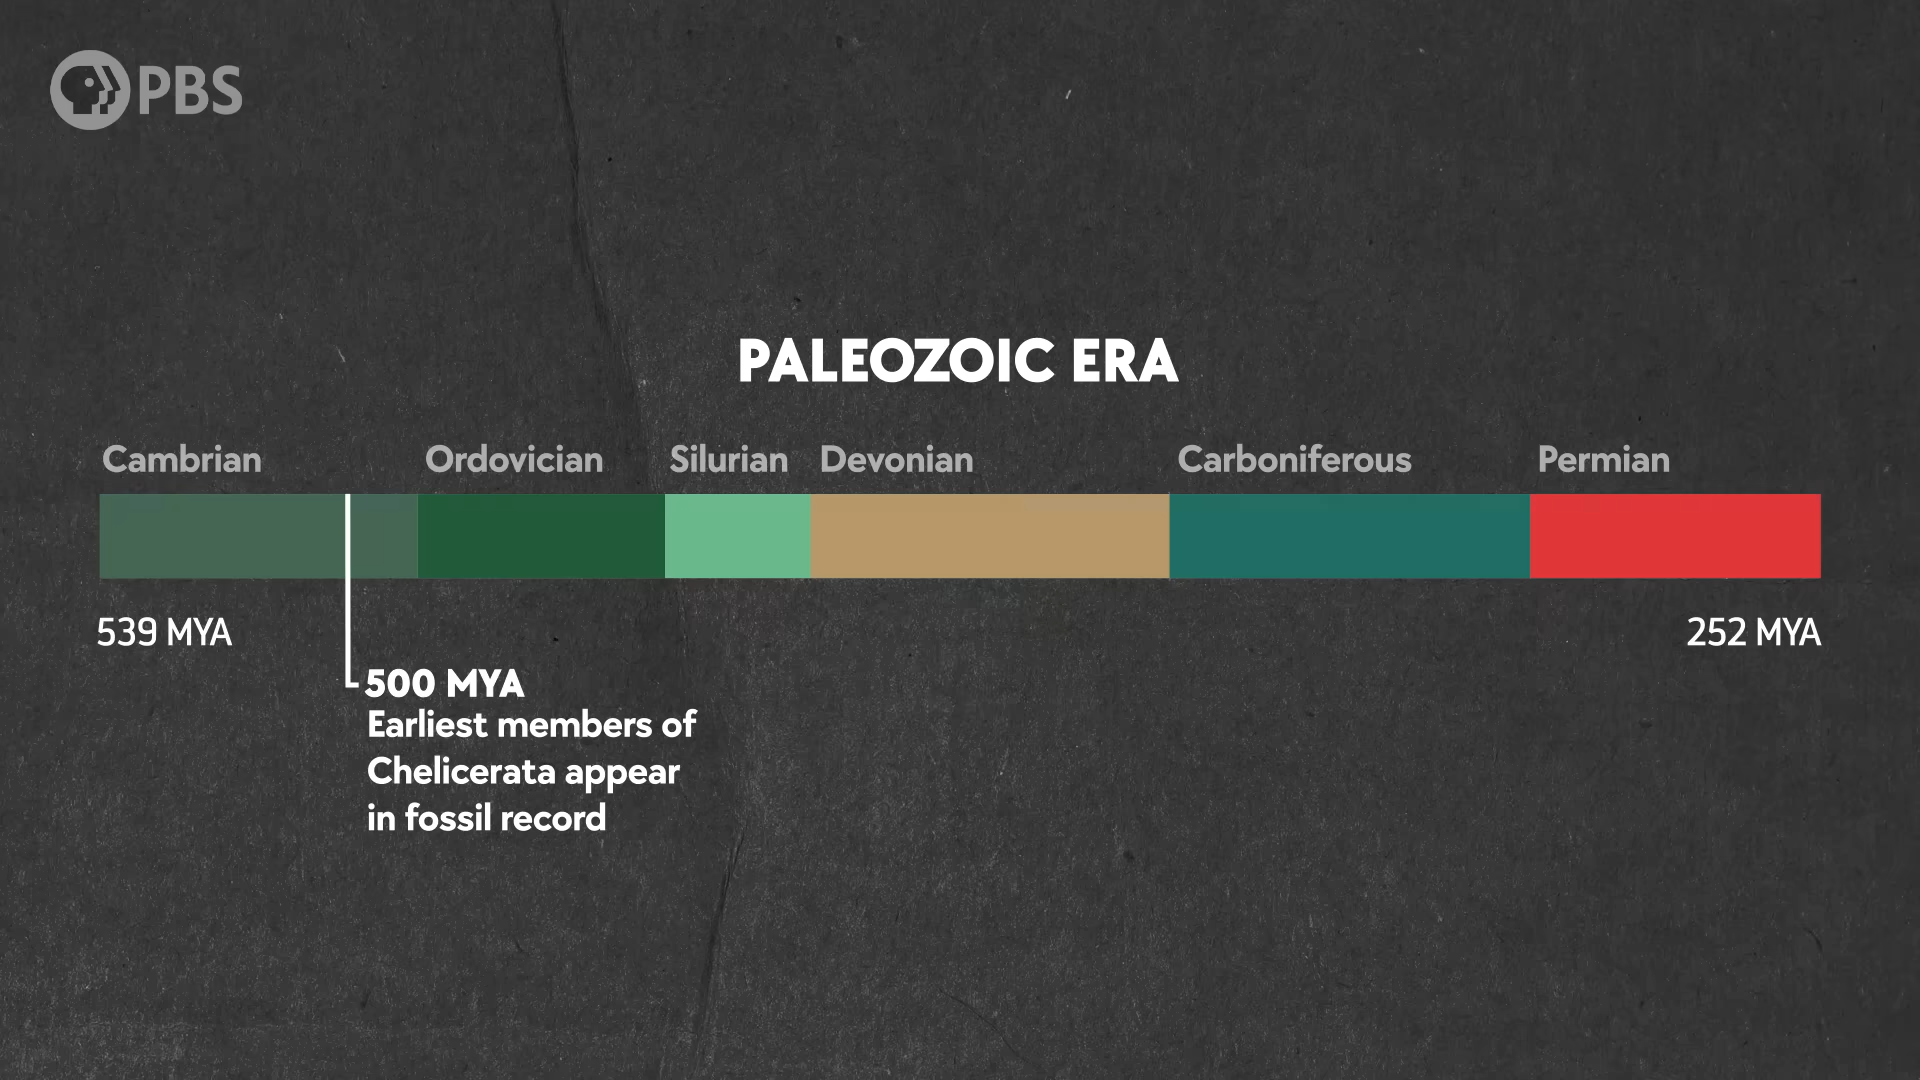 PBS
PALEOZOIC ERA
Cambrian Ordovician Silurian Devonian Carboniferous Permian
539 MYA 252 MYA
500 MYA
Earliest members of
Chelicerata appear
in fossil record